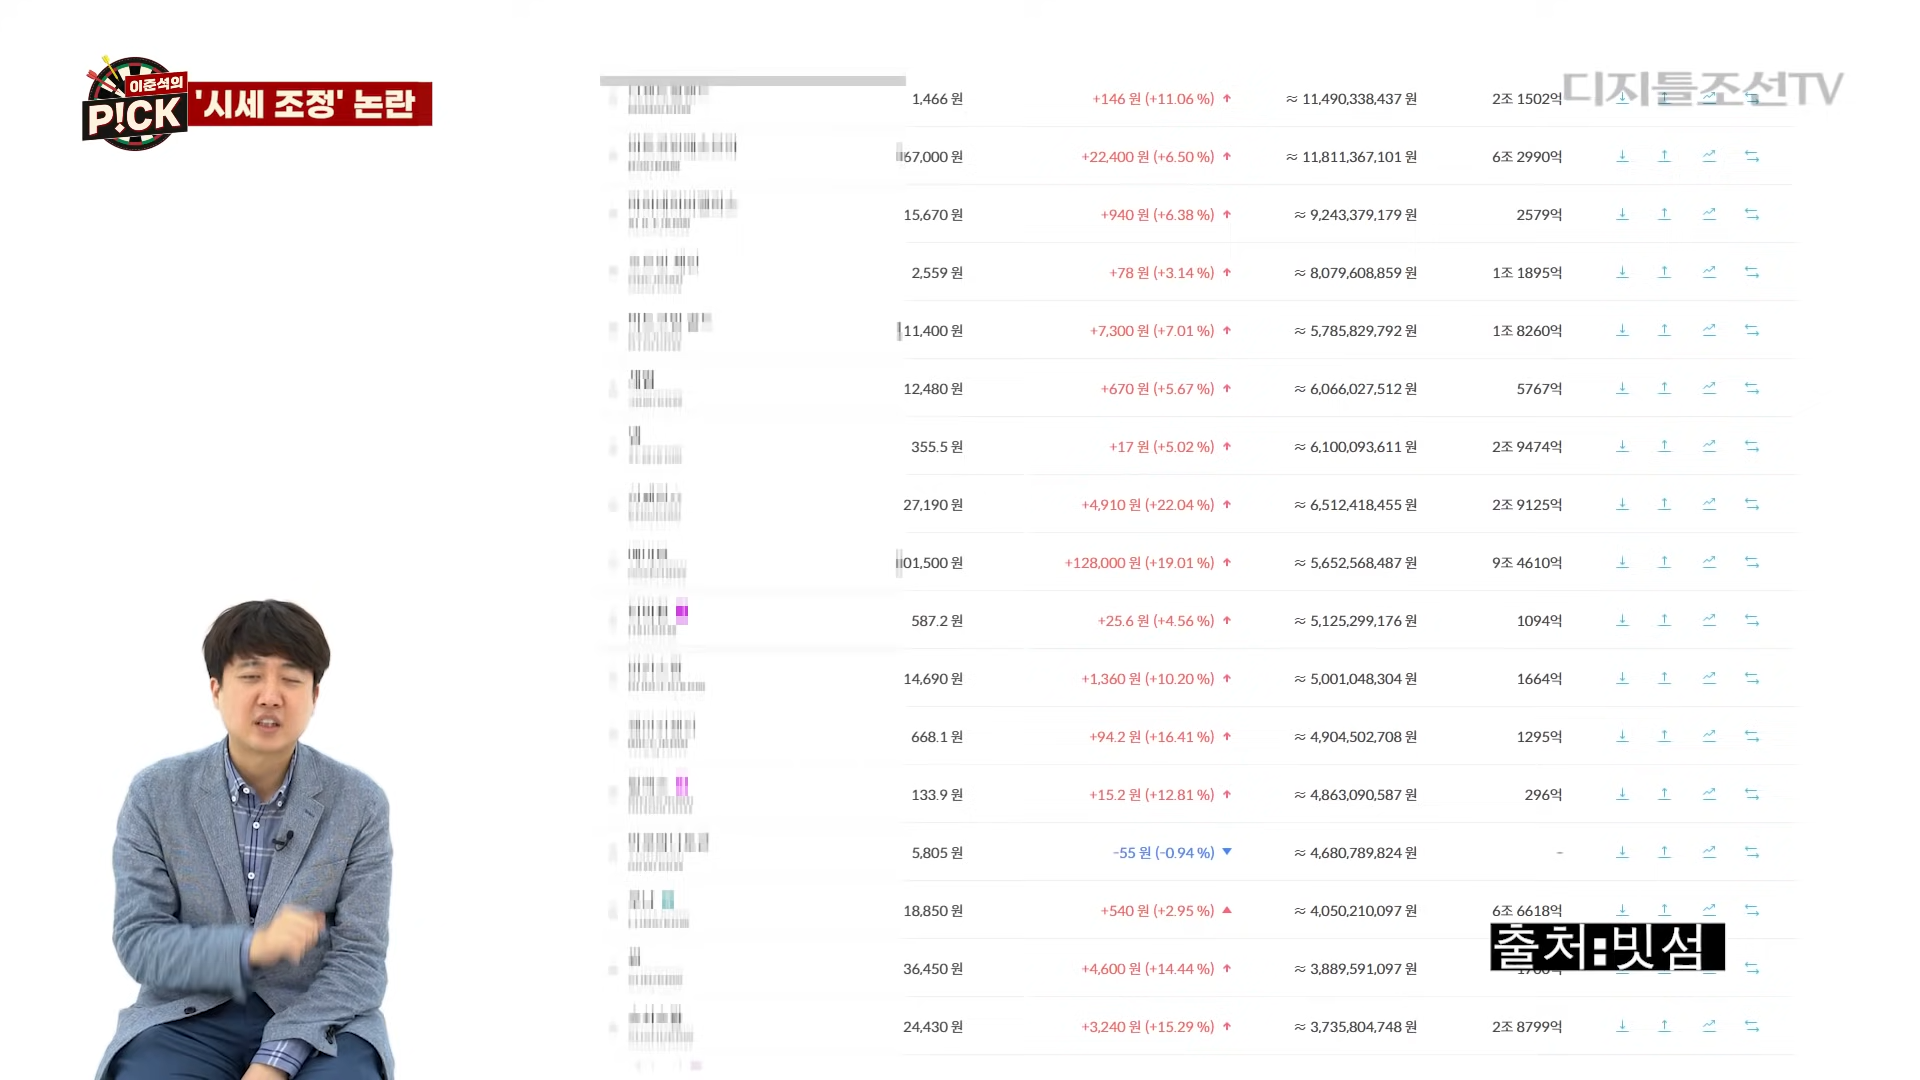 이준석의
P!CK '시세 조정' 논란
디지틀조선TV
1,466 원 +146 원 (+11.06 %) ≈ 11,490,338,437 원 2조 1502억
67,000 원 +22,400 원 (+6.50 %) ≈ 11,811,367,101 원 6조 2990억
15,670 원 +940 원 (+6.38 %) ≈ 9,243,379,179 원 2579억
2,559 원 +78 원 (+3.14 %) ≈ 8,079,608,859 원 1조 1895억
11,400 원 +7,300 원 (+7.01 %) ≈ 5,785,829,792 원 1조 8260억
12,480 원 +670 원 (+5.67 %) ≈ 6,066,027,512 원 5767억
355.5 원 +17 원 (+5.02 %) ≈ 6,100,093,611 원 2조 9474억
27,190 원 +4,910 원 (+22.04 %) ≈ 6,512,418,455 원 2조 9125억
01,500 원 +128,000 원 (+19.01 %) ≈ 5,652,568,487 원 9조 4610억
587.2 원 +25.6 원 (+4.56 %) ≈ 5,125,299,176 원 1094억
14,690 원 +1,360 원 (+10.20 %) ≈ 5,001,048,304 원 1664억
668.1 원 +94.2 원 (+16.41 %) ≈ 4,904,502,708 원 1295억
133.9 원 +15.2 원 (+12.81 %) ≈ 4,863,090,587 원 296억
5,805 원 -55 원 (-0.94 %) ≈ 4,680,789,824 원 -
18,850 원 +540 원 (+2.95 %) ≈ 4,050,210,097 원 6조 6618억
출처:빗섬
36,450 원 +4,600 원 (+14.44 %) ≈ 3,889,591,097 원
24,430 원 +3,240 원 (+15.29 %) ≈ 3,735,804,748 원 2조 8799억